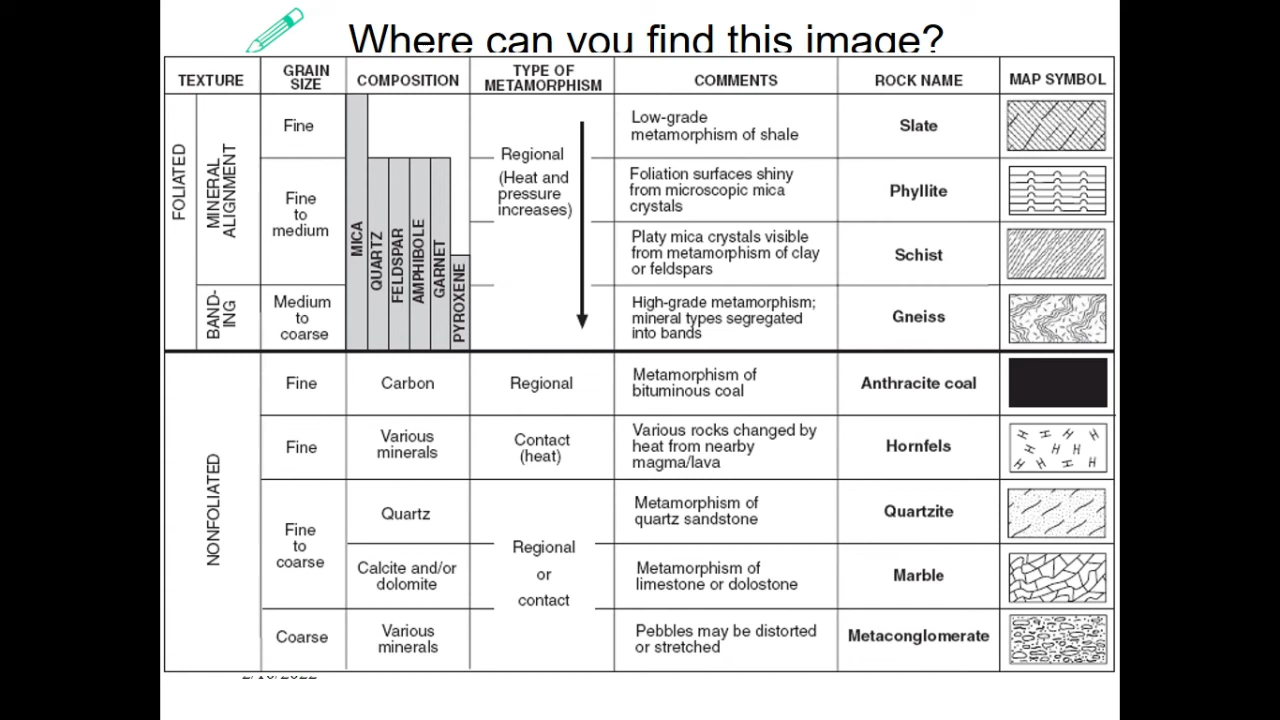 Where can you find this image?
TEXTURE
GRAIN
SIZE
COMPOSITION
TYPE OF
METAMORPHISM
COMMENTS
ROCK NAME
MAP SYMBOL
FOLIATED
MINERAL
ALIGNMENT
Fine
MICA
QUARTZ
FELDSPAR
AMPHIBOLE
GARNET
PYROXENE
Regional
(Heat and
pressure
increases)
Low-grade
metamorphism of shale
Slate
Fine
to
medium
Foliation surfaces shiny
from microscopic mica
crystals
Phyllite
Platy mica crystals visible
from metamorphism of clay
or feldspars
Schist
BAND-
ING
Medium
to
coarse
High-grade metamorphism;
mineral types segregated
into bands
Gneiss
NONFOLIATED
Fine
Carbon
Regional
Metamorphism of
bituminous coal
Anthracite coal
Fine
Various
minerals
Contact
(heat)
Various rocks changed by
heat from nearby
magma/lava
Hornfels
Fine
to
coarse
Quartz
Regional
or
contact
Metamorphism of
quartz sandstone
Quartzite
Calcite and/or
dolomite
Metamorphism of
limestone or dolostone
Marble
Coarse
Various
minerals
Pebbles may be distorted
or stretched
Metaconglomerate